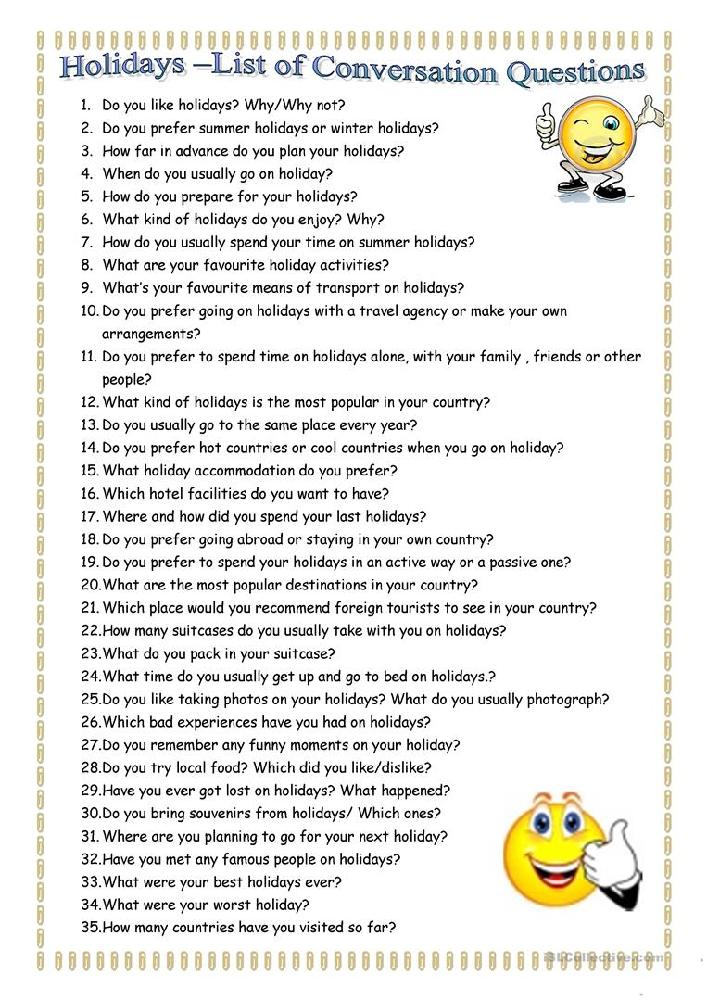 Holidays –List of Conversation Questions
1. Do you like holidays? Why/Why not?
2. Do you prefer summer holidays or winter holidays?
3. How far in advance do you plan your holidays?
4. When do you usually go on holiday?
5. How do you prepare for your holidays?
6. What kind of holidays do you enjoy? Why?
7. How do you usually spend your time on summer holidays?
8. What are your favourite holiday activities?
9. What's your favourite means of transport on holidays?
10. Do you prefer going on holidays with a travel agency or make your own
arrangements?
11. Do you prefer to spend time on holidays alone, with your family , friends or other
people?
12. What kind of holidays is the most popular in your country?
13. Do you usually go to the same place every year?
14. Do you prefer hot countries or cool countries when you go on holiday?
15. What holiday accommodation do you prefer?
16. Which hotel facilities do you want to have?
17. Where and how did you spend your last holidays?
18. Do you prefer going abroad or staying in your own country?
19. Do you prefer to spend your holidays in an active way or a passive one?
20.What are the most popular destinations in your country?
21. Which place would you recommend foreign tourists to see in your country?
22.How many suitcases do you usually take with you on holidays?
23.What do you pack in your suitcase?
24.What time do you usually get up and go to bed on holidays.?
25.Do you like taking photos on your holidays? What do you usually photograph?
26.Which bad experiences have you had on holidays?
27.Do you remember any funny moments on your holiday?
28.Do you try local food? Which did you like/dislike?
29.Have you ever got lost on holidays? What happened?
30.Do you bring souvenirs from holidays/ Which ones?
31. Where are you planning to go for your next holiday?
32.Have you met any famous people on holidays?
33.What were your best holidays ever?
34.What were your worst holiday?
35.How many countries have you visited so far?
iSLCollective.com